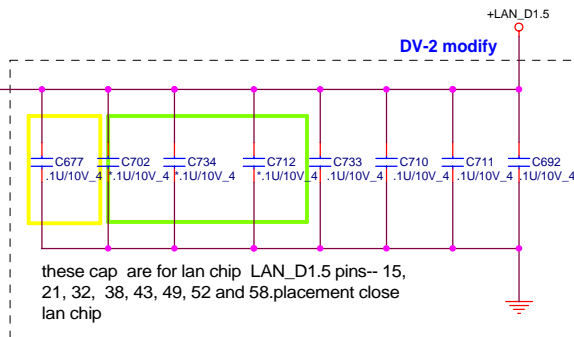 +LAN_D1.5
DV-2 modify
C677 C702 C734 C712 C733 C710 C711 C692
.1U/10V_4 *.1U/10V_4 *.1U/10V_4 *.1U/10V_4 .1U/10V_4 .1U/10V_4 .1U/10V_4 .1U/10V_4
these cap are for lan chip LAN_D1.5 pins-- 15,
21, 32, 38, 43, 49, 52 and 58.placement close
lan chip